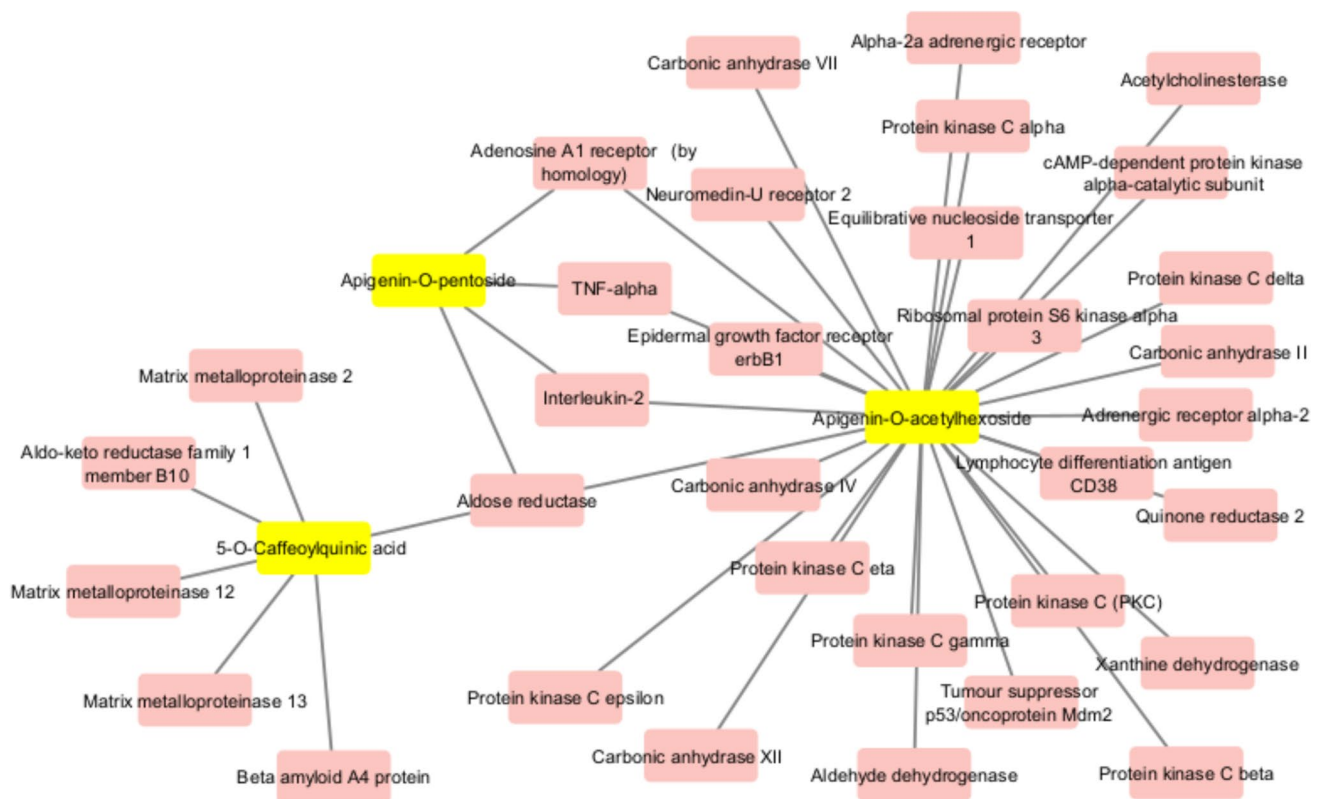 Alpha-2a adrenergic receptor
Carbonic anhydrase VII
Acetylcholinesterase
Protein kinase C alpha
Adenosine A1 receptor (by
homology)
cAMP-dependent protein kinase
alpha-catalytic subunit
Neuromedin-U receptor 2
Equilibrative nucleoside transporter
1
Apigenin-O-pentoside
TNF-alpha
Protein kinase C delta
Ribosomal protein S6 kinase alpha
3
Epidermal growth factor receptor
erbB1
Carbonic anhydrase II
Matrix metalloproteinase 2
Interleukin-2
Apigenin-O-acetylhexoside
Adrenergic receptor alpha-2
Aldo-keto reductase family 1
member B10
Lymphocyte differentiation antigen
CD38
Carbonic anhydrase IV
Aldose reductase
Quinone reductase 2
5-O-Caffeoylquinic acid
Protein kinase C eta
Matrix metalloproteinase 12
Protein kinase C (PKC)
Protein kinase C gamma
Xanthine dehydrogenase
Matrix metalloproteinase 13
Protein kinase C epsilon
Tumour suppressor
p53/oncoprotein Mdm2
Carbonic anhydrase XII
Beta amyloid A4 protein
Aldehyde dehydrogenase
Protein kinase C beta